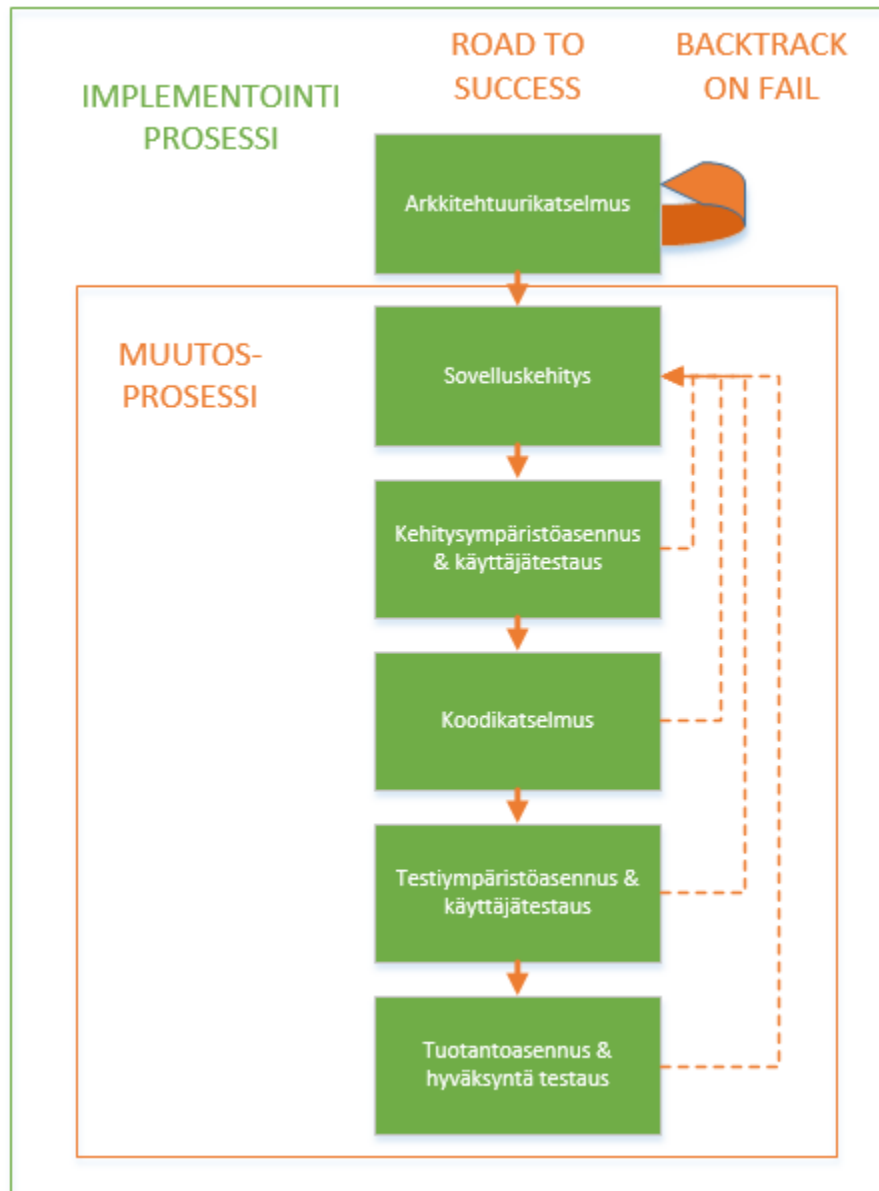 ROAD TO
SUCCESS
BACKTRACK
ON FAIL
IMPLEMENTOINTI
PROSESSI
Arkkitehtuurikatselmus
MUUTOS-
PROSESSI
Sovelluskehitys
Kehitysympäristöasennus
& käyttäjätestaus
Koodikatselmus
Testiympäristöasennus &
käyttäjätestaus
Tuotantoasennus &
hyväksyntä testaus